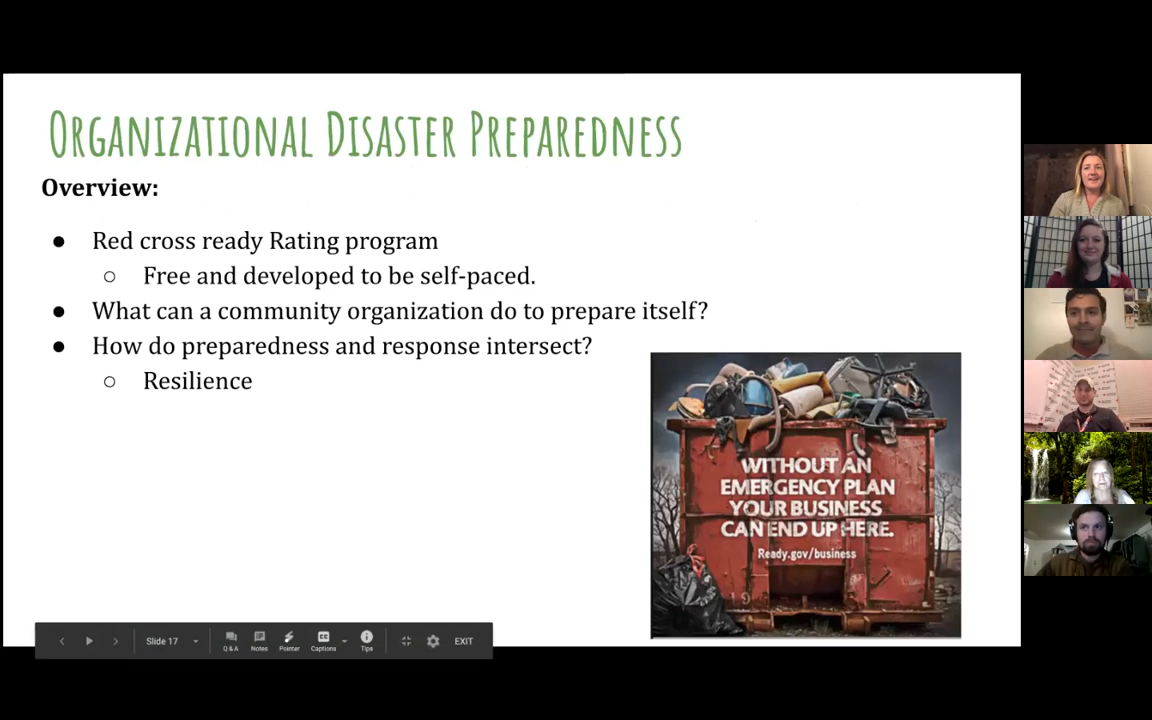 ORGANIZATIONAL DISASTER PREPAREDNESS
Overview:
● Red cross ready Rating program
○ Free and developed to be self-paced.
● What can a community organization do to prepare itself?
● How do preparedness and response intersect?
○ Resilience
WITHOUT AN
EMERGENCY PLAN
YOUR BUSINESS
CAN END UP HERE.
Ready.gov/business
Slide 17
Q & A
Notes
Pointer
CC
Captions
Tips
EXIT